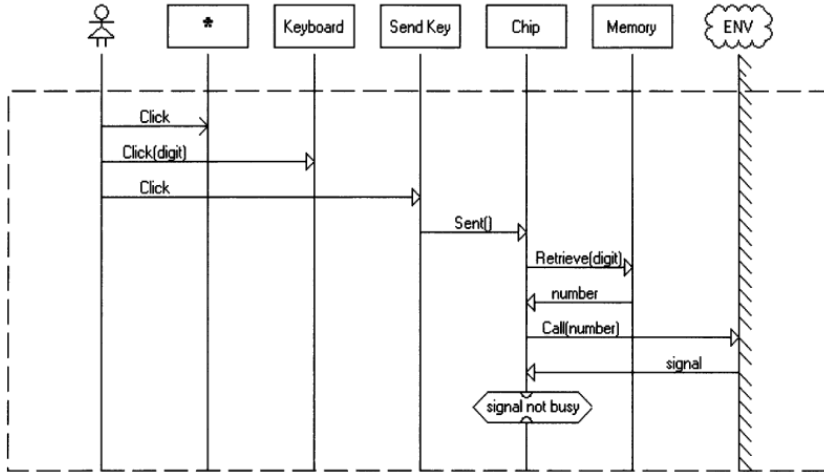 *
Keyboard
Send Key
Chip
Memory
ENV
Click
Click(digit)
Click
Sent()
Retrieve(digit)
number
Call(number)
signal
signal not busy